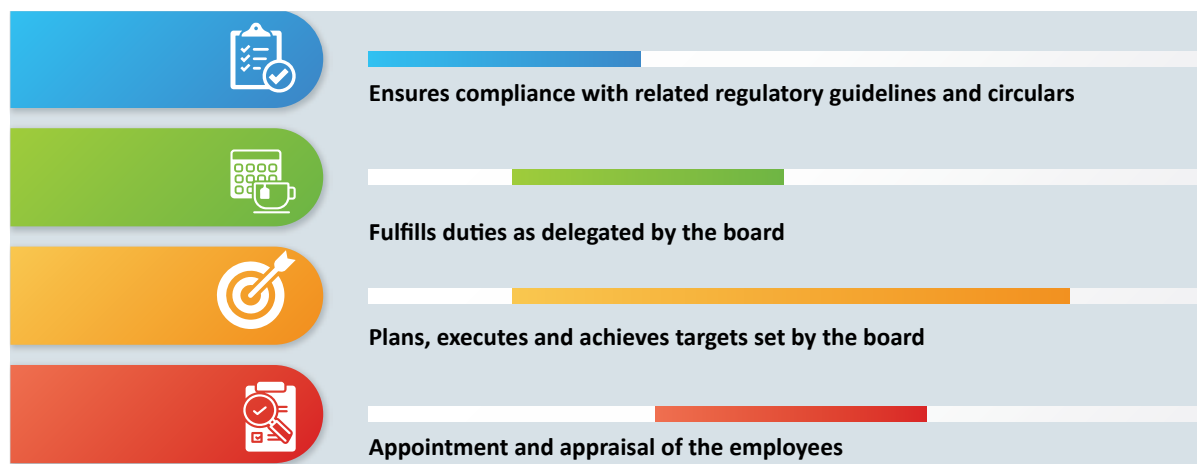 Ensures compliance with related regulatory guidelines and circulars
Fulfills duties as delegated by the board
Plans, executes and achieves targets set by the board
Appointment and appraisal of the employees